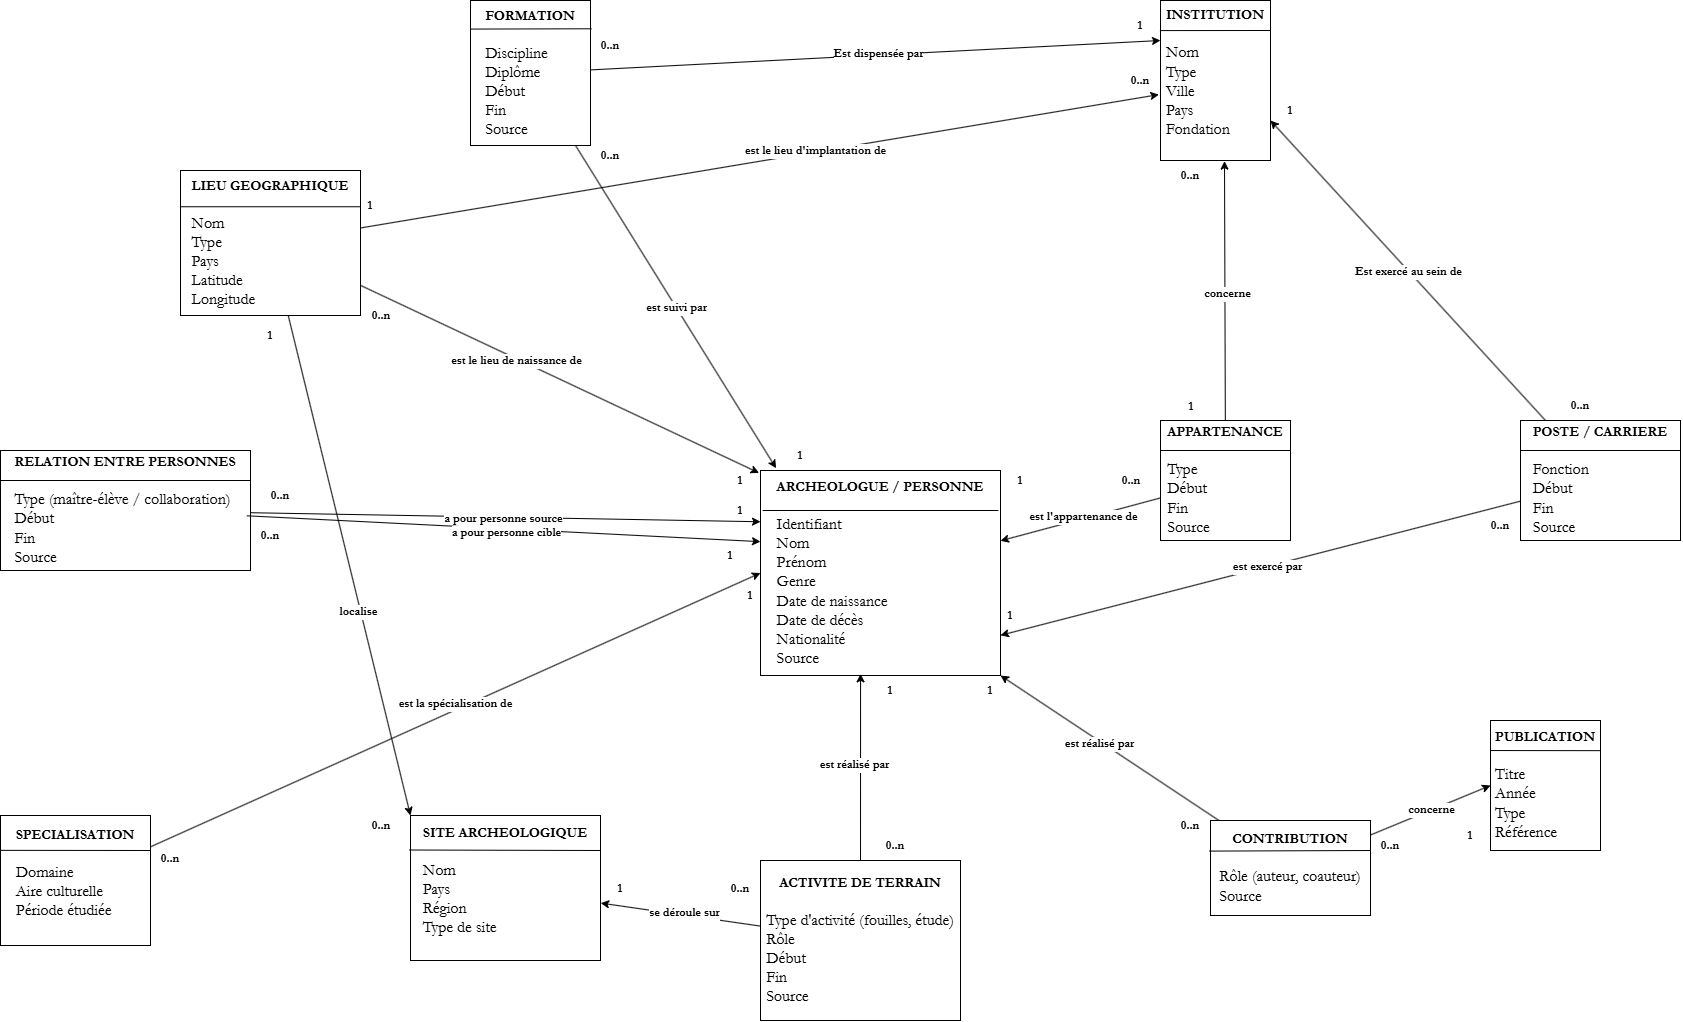 FORMATION
Discipline
Diplôme
Début
Fin
Source
INSTITUTION
Nom
Type
Ville
Pays
Fondation
0..n
Est dispensée par
1
0..n
est le lieu d'implantation de
1
0..n
1
0..n
LIEU GEOGRAPHIQUE
Nom
Type
Pays
Latitude
Longitude
1
0..n
est suivi par
est le lieu de naissance de
concerne
Est exercé au sein de
1
0..n
1
1
RELATION ENTRE PERSONNES
Type (maître-élève / collaboration)
Début
Fin
Source
0..n
0..n
a pour personne source
a pour personne cible
1
1
ARCHEOLOGUE / PERSONNE
Identifiant
Nom
Prénom
Genre
Date de naissance
Date de décès
Nationalité
Source
APPARTENANCE
Type
Début
Fin
Source
1
0..n
est l'appartenance de
POSTE / CARRIERE
Fonction
Début
Fin
Source
0..n
est exercé par
1
localise
1
est la spécialisation de
0..n
0..n
SPECIALISATION
Domaine
Aire culturelle
Période étudiée
SITE ARCHEOLOGIQUE
Nom
Pays
Région
Type de site
1
est réalisé par
0..n
1
0..n
se déroule sur
ACTIVITE DE TERRAIN
Type d'activité (fouilles, étude)
Rôle
Début
Fin
Source
1
est réalisé par
0..n
CONTRIBUTION
Rôle (auteur, coauteur)
Source
0..n
concerne
1
PUBLICATION
Titre
Année
Type
Référence